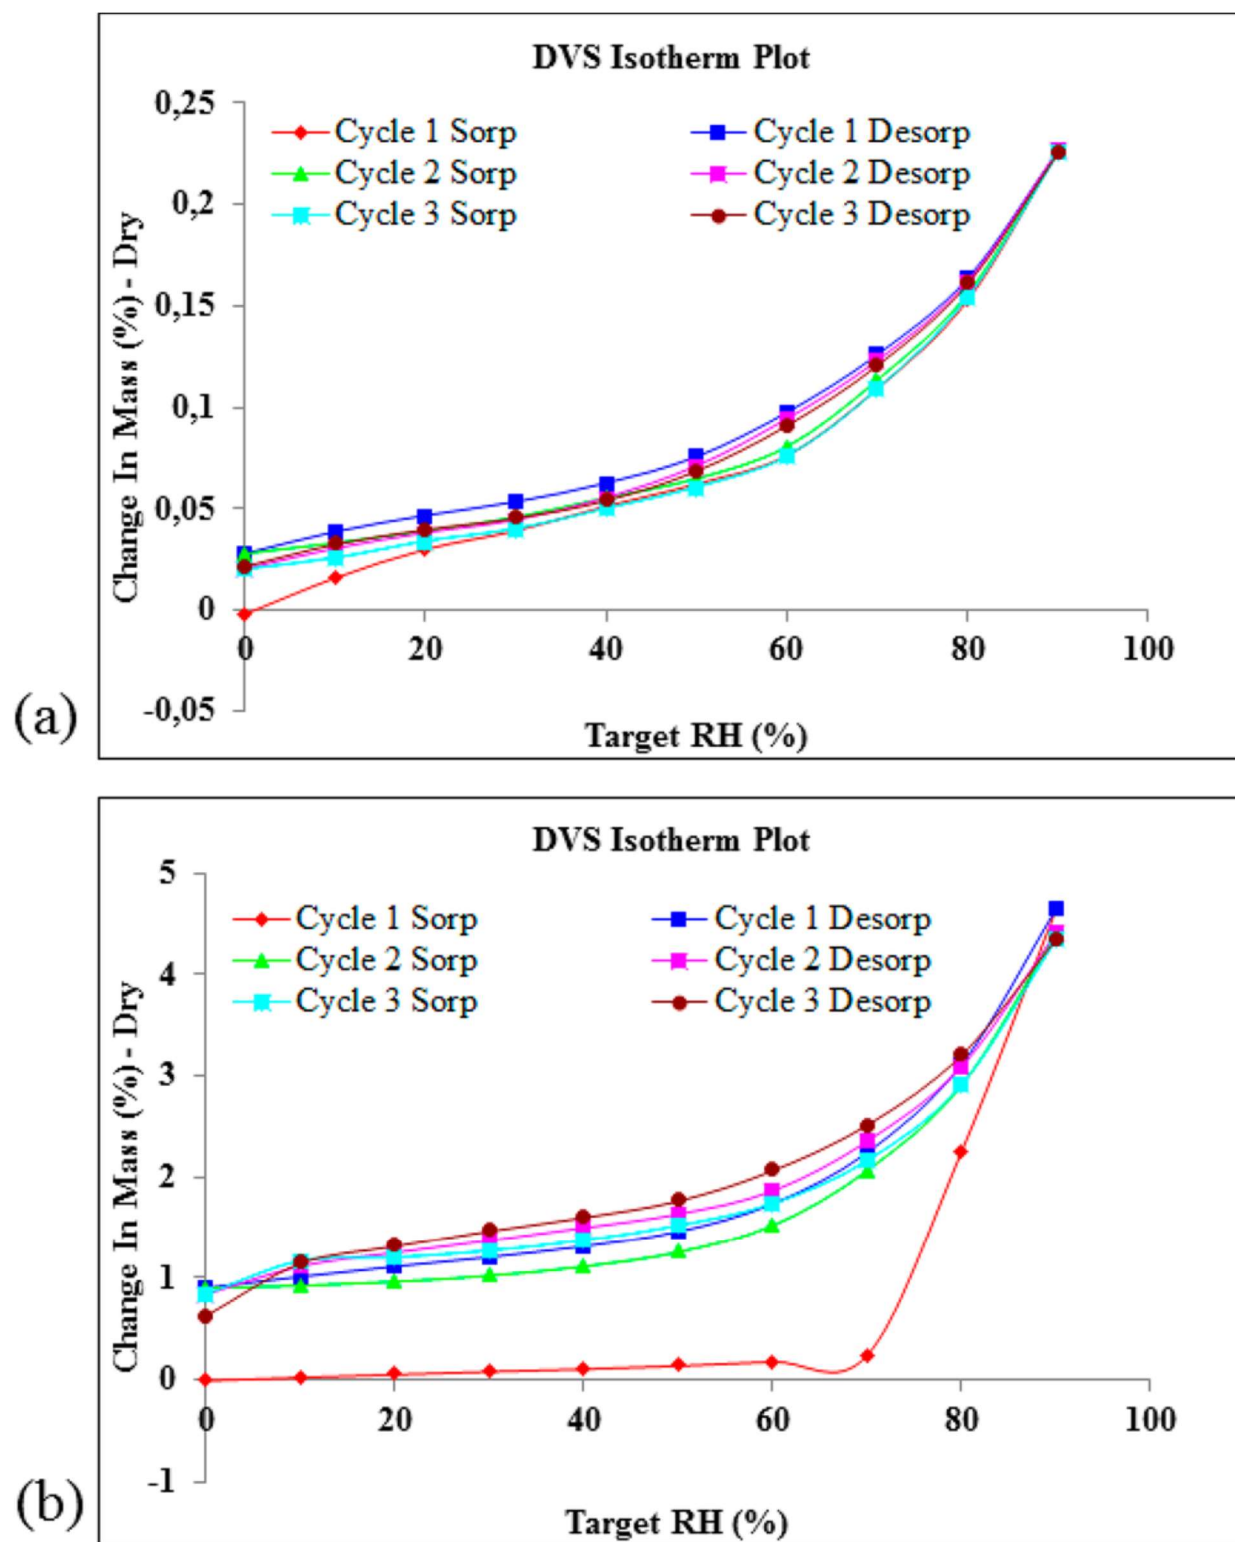 DVS Isotherm Plot
0,25
Cycle 1 Sorp Cycle 1 Desorp
Cycle 2 Sorp Cycle 2 Desorp
0,2
Cycle 3 Sorp Cycle 3 Desorp
0,15
0,1
0,05
0
-0,05
Change In Mass (%) - Dry
0 20 40 60 80 100
Target RH (%)
(a)
DVS Isotherm Plot
5
Cycle 1 Sorp Cycle 1 Desorp
Cycle 2 Sorp Cycle 2 Desorp
4
Cycle 3 Sorp Cycle 3 Desorp
3
2
1
0
-1
Change In Mass (%) - Dry
0 20 40 60 80 100
Target RH (%)
(b)